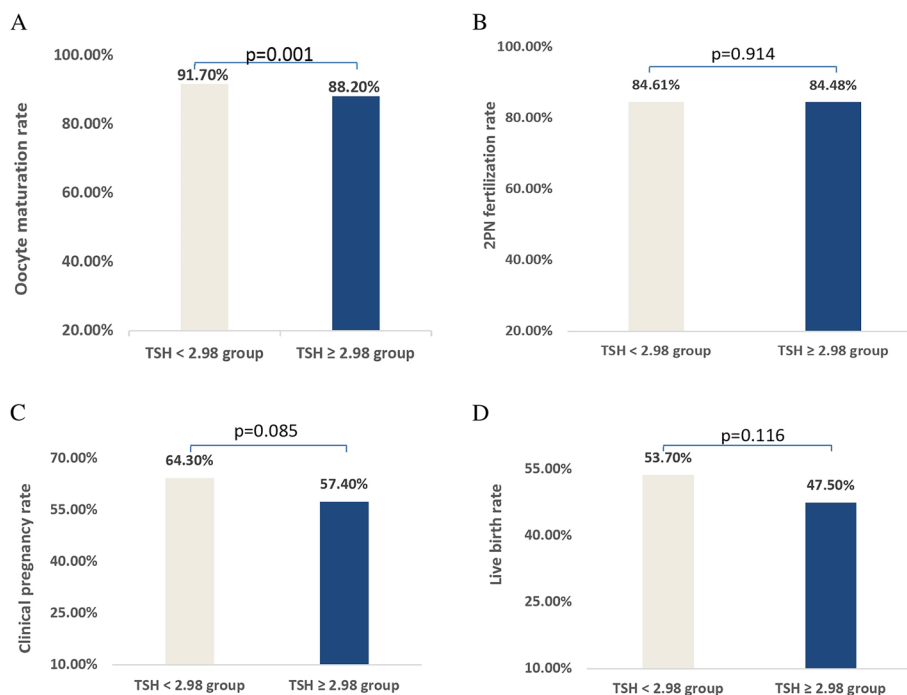 A
Oocyte maturation rate
100.00%
80.00%
60.00%
40.00%
20.00%
p=0.001
91.70%
88.20%
TSH < 2.98 group
TSH ≥ 2.98 group
B
2PN fertilization rate
100.00%
80.00%
60.00%
40.00%
20.00%
p=0.914
84.61%
84.48%
TSH < 2.98 group
TSH ≥ 2.98 group
C
Clinical pregnancy rate
70.00%
55.00%
40.00%
25.00%
10.00%
p=0.085
64.30%
57.40%
TSH < 2.98 group
TSH ≥ 2.98 group
D
Live birth rate
55.00%
40.00%
25.00%
10.00%
p=0.116
53.70%
47.50%
TSH < 2.98 group
TSH ≥ 2.98 group